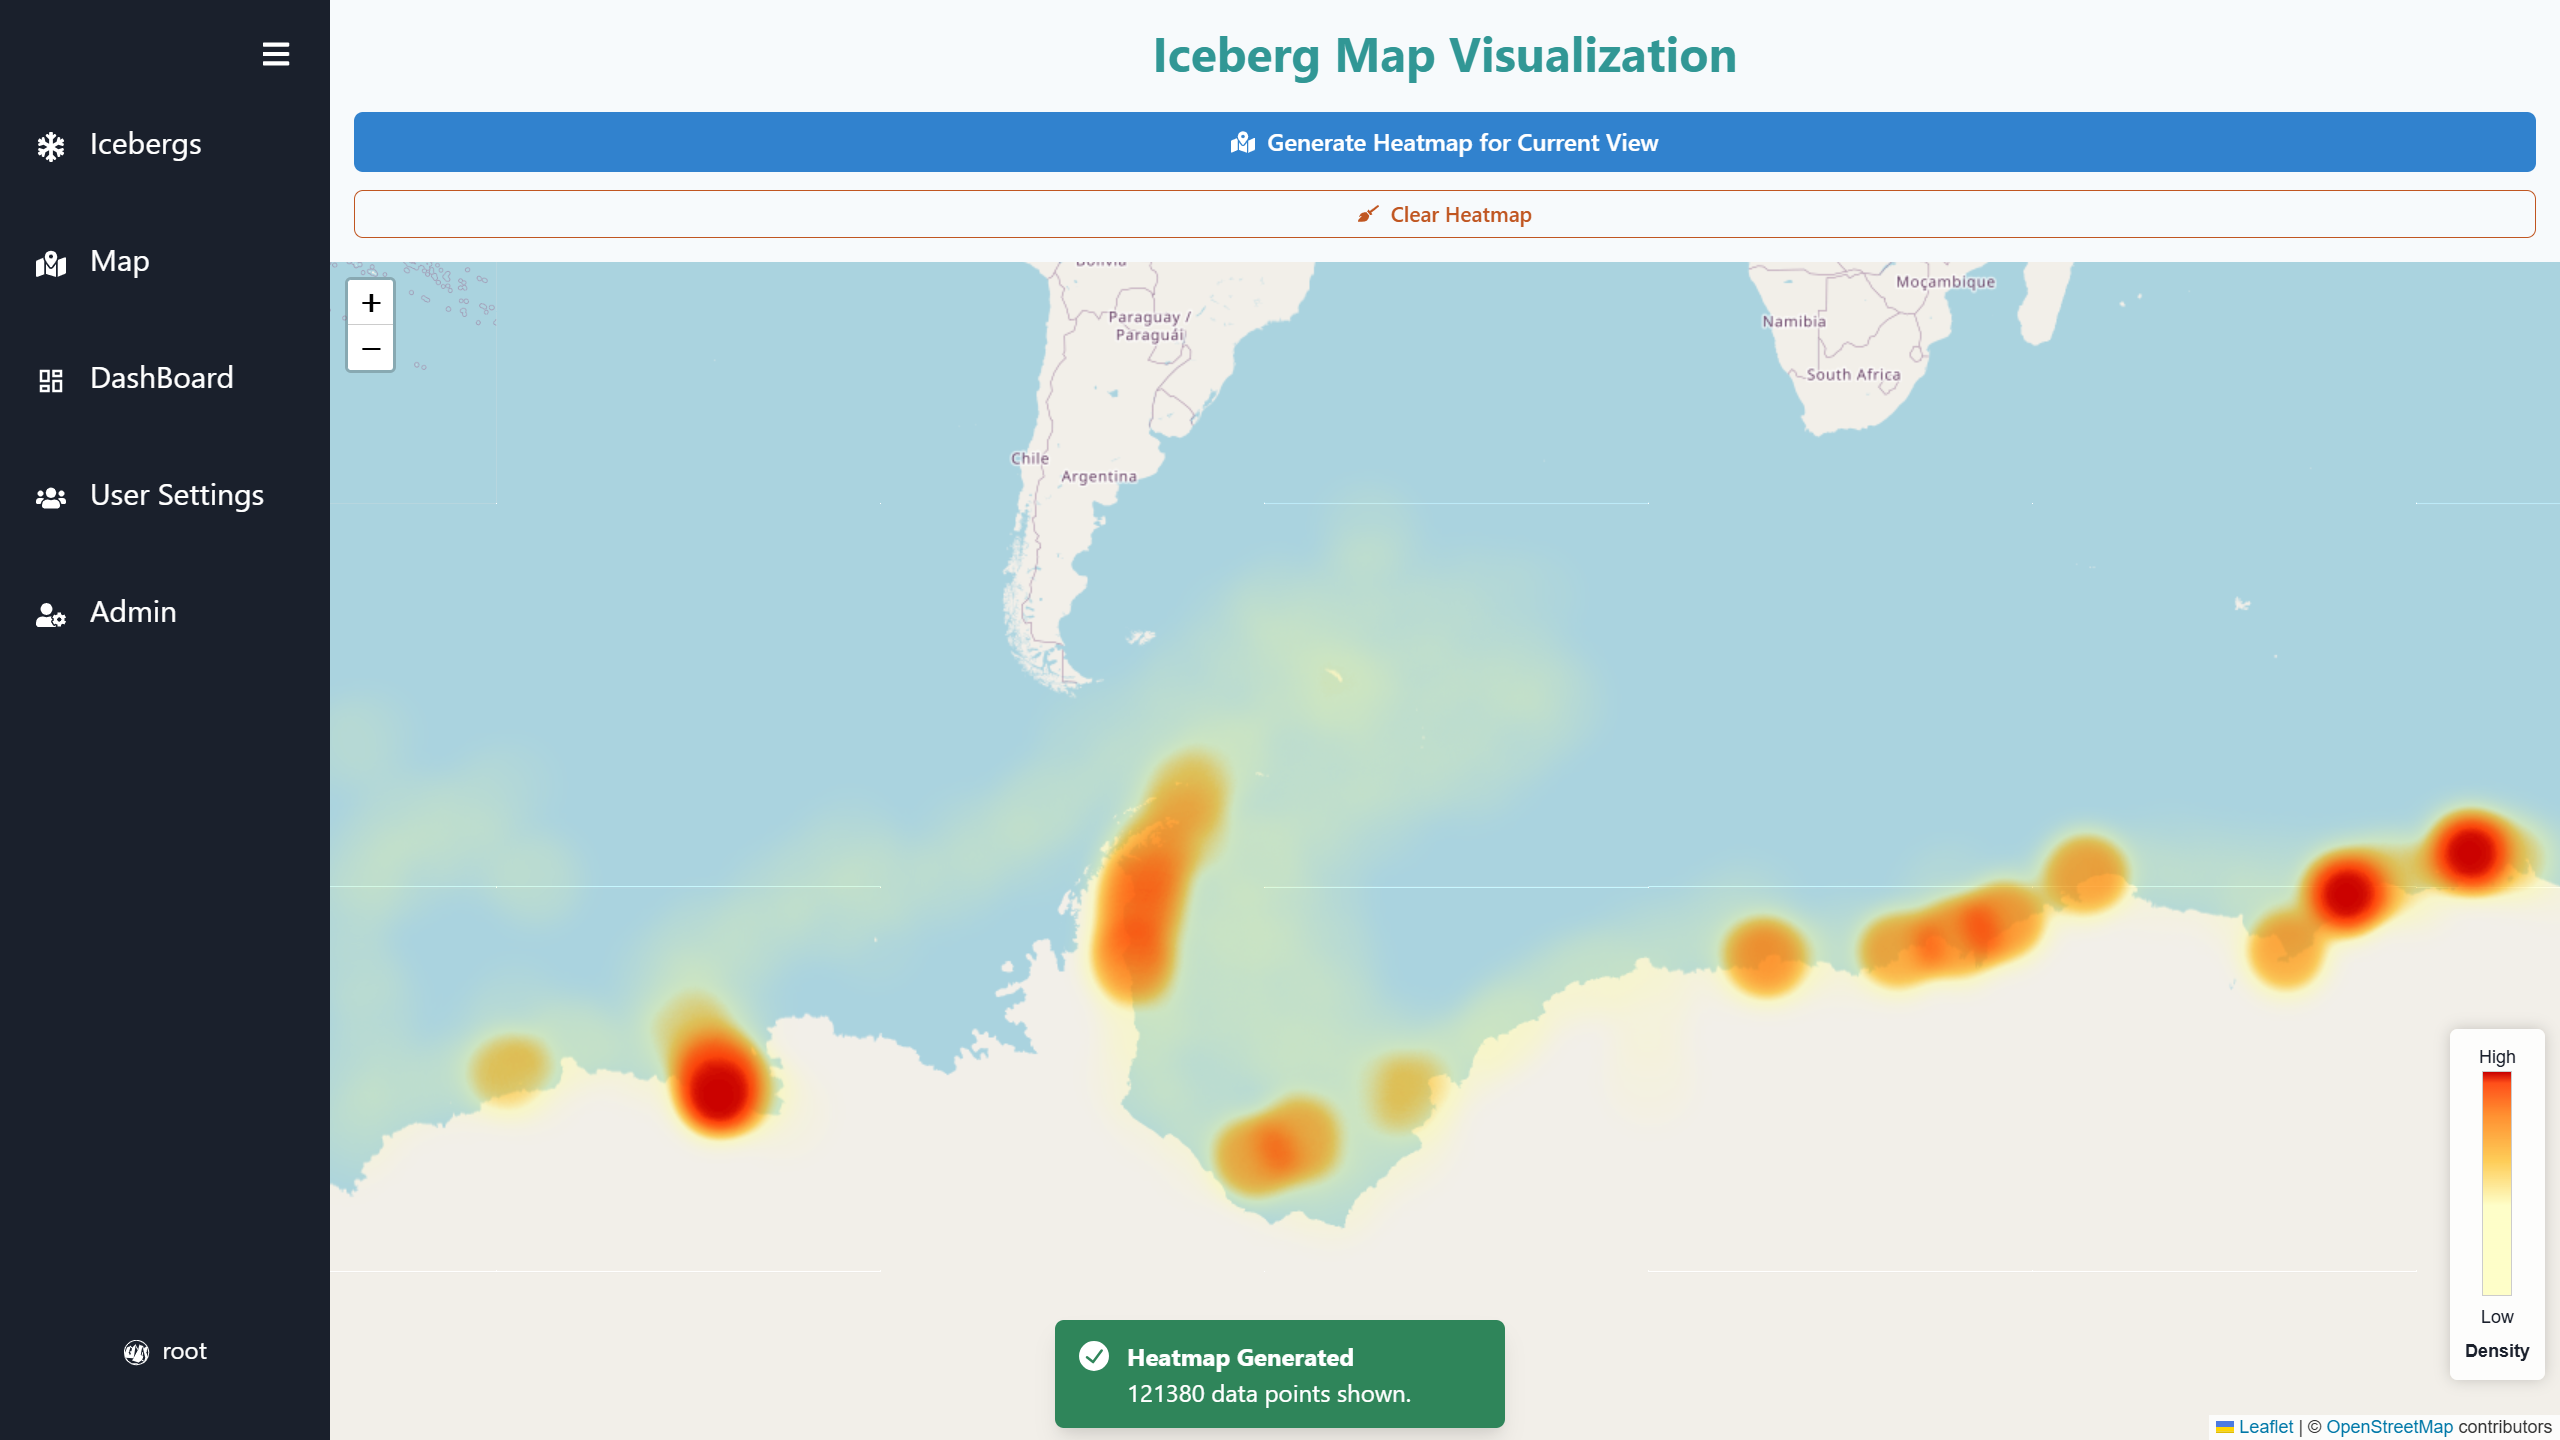 Icebergs
Map
DashBoard
User Settings
Admin
root
Iceberg Map Visualization
Generate Heatmap for Current View
Clear Heatmap
+
−
Bolivia
Paraguay /
Paraguái
Chile
Argentina
Moçambique
Namibia
South Africa
High
Low
Density
Heatmap Generated
121380 data points shown.
Leaflet | © OpenStreetMap contributors